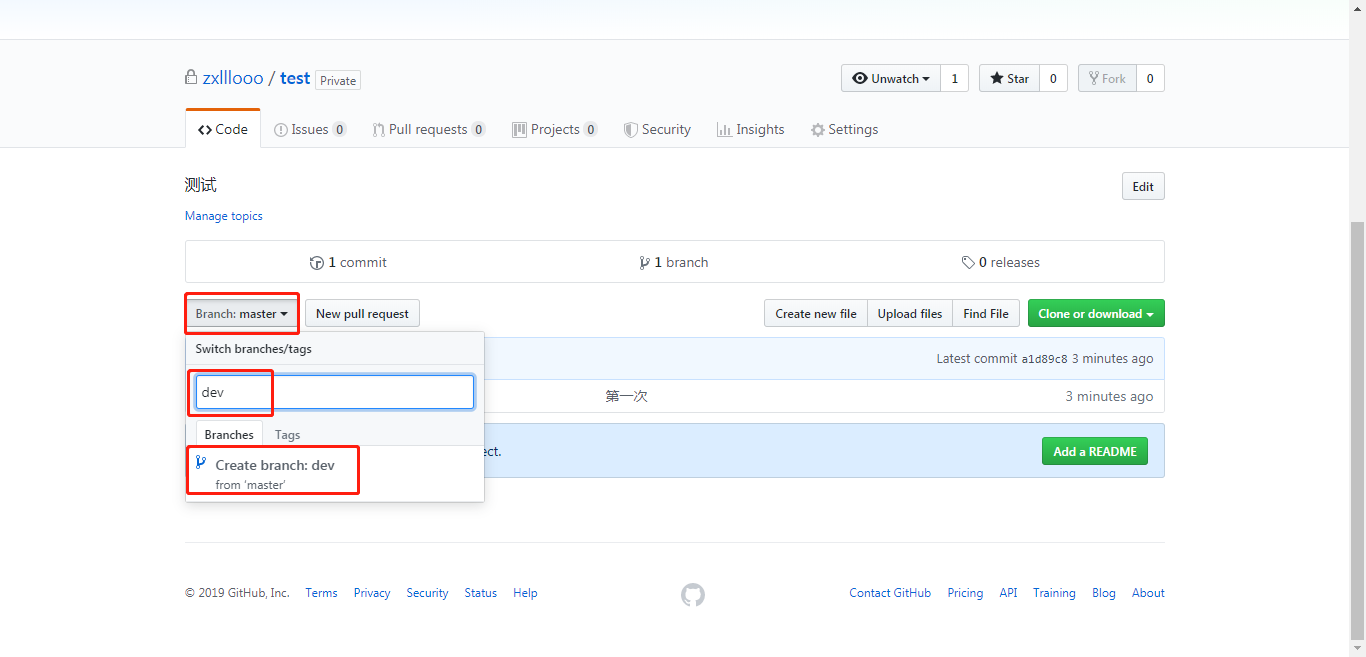 zxlllooo / test Private
Unwatch 1 Star 0 Fork 0
Code Issues 0 Pull requests 0 Projects 0 Security Insights Settings
测试
Edit
Manage topics
1 commit 1 branch 0 releases
Branch: master New pull request Create new file Upload files Find File Clone or download
Switch branches/tags
Latest commit a1d89c8 3 minutes ago
dev
第一次 3 minutes ago
Branches Tags
ect. Add a README
Create branch: dev
from 'master'
© 2019 GitHub, Inc. Terms Privacy Security Status Help Contact GitHub Pricing API Training Blog About